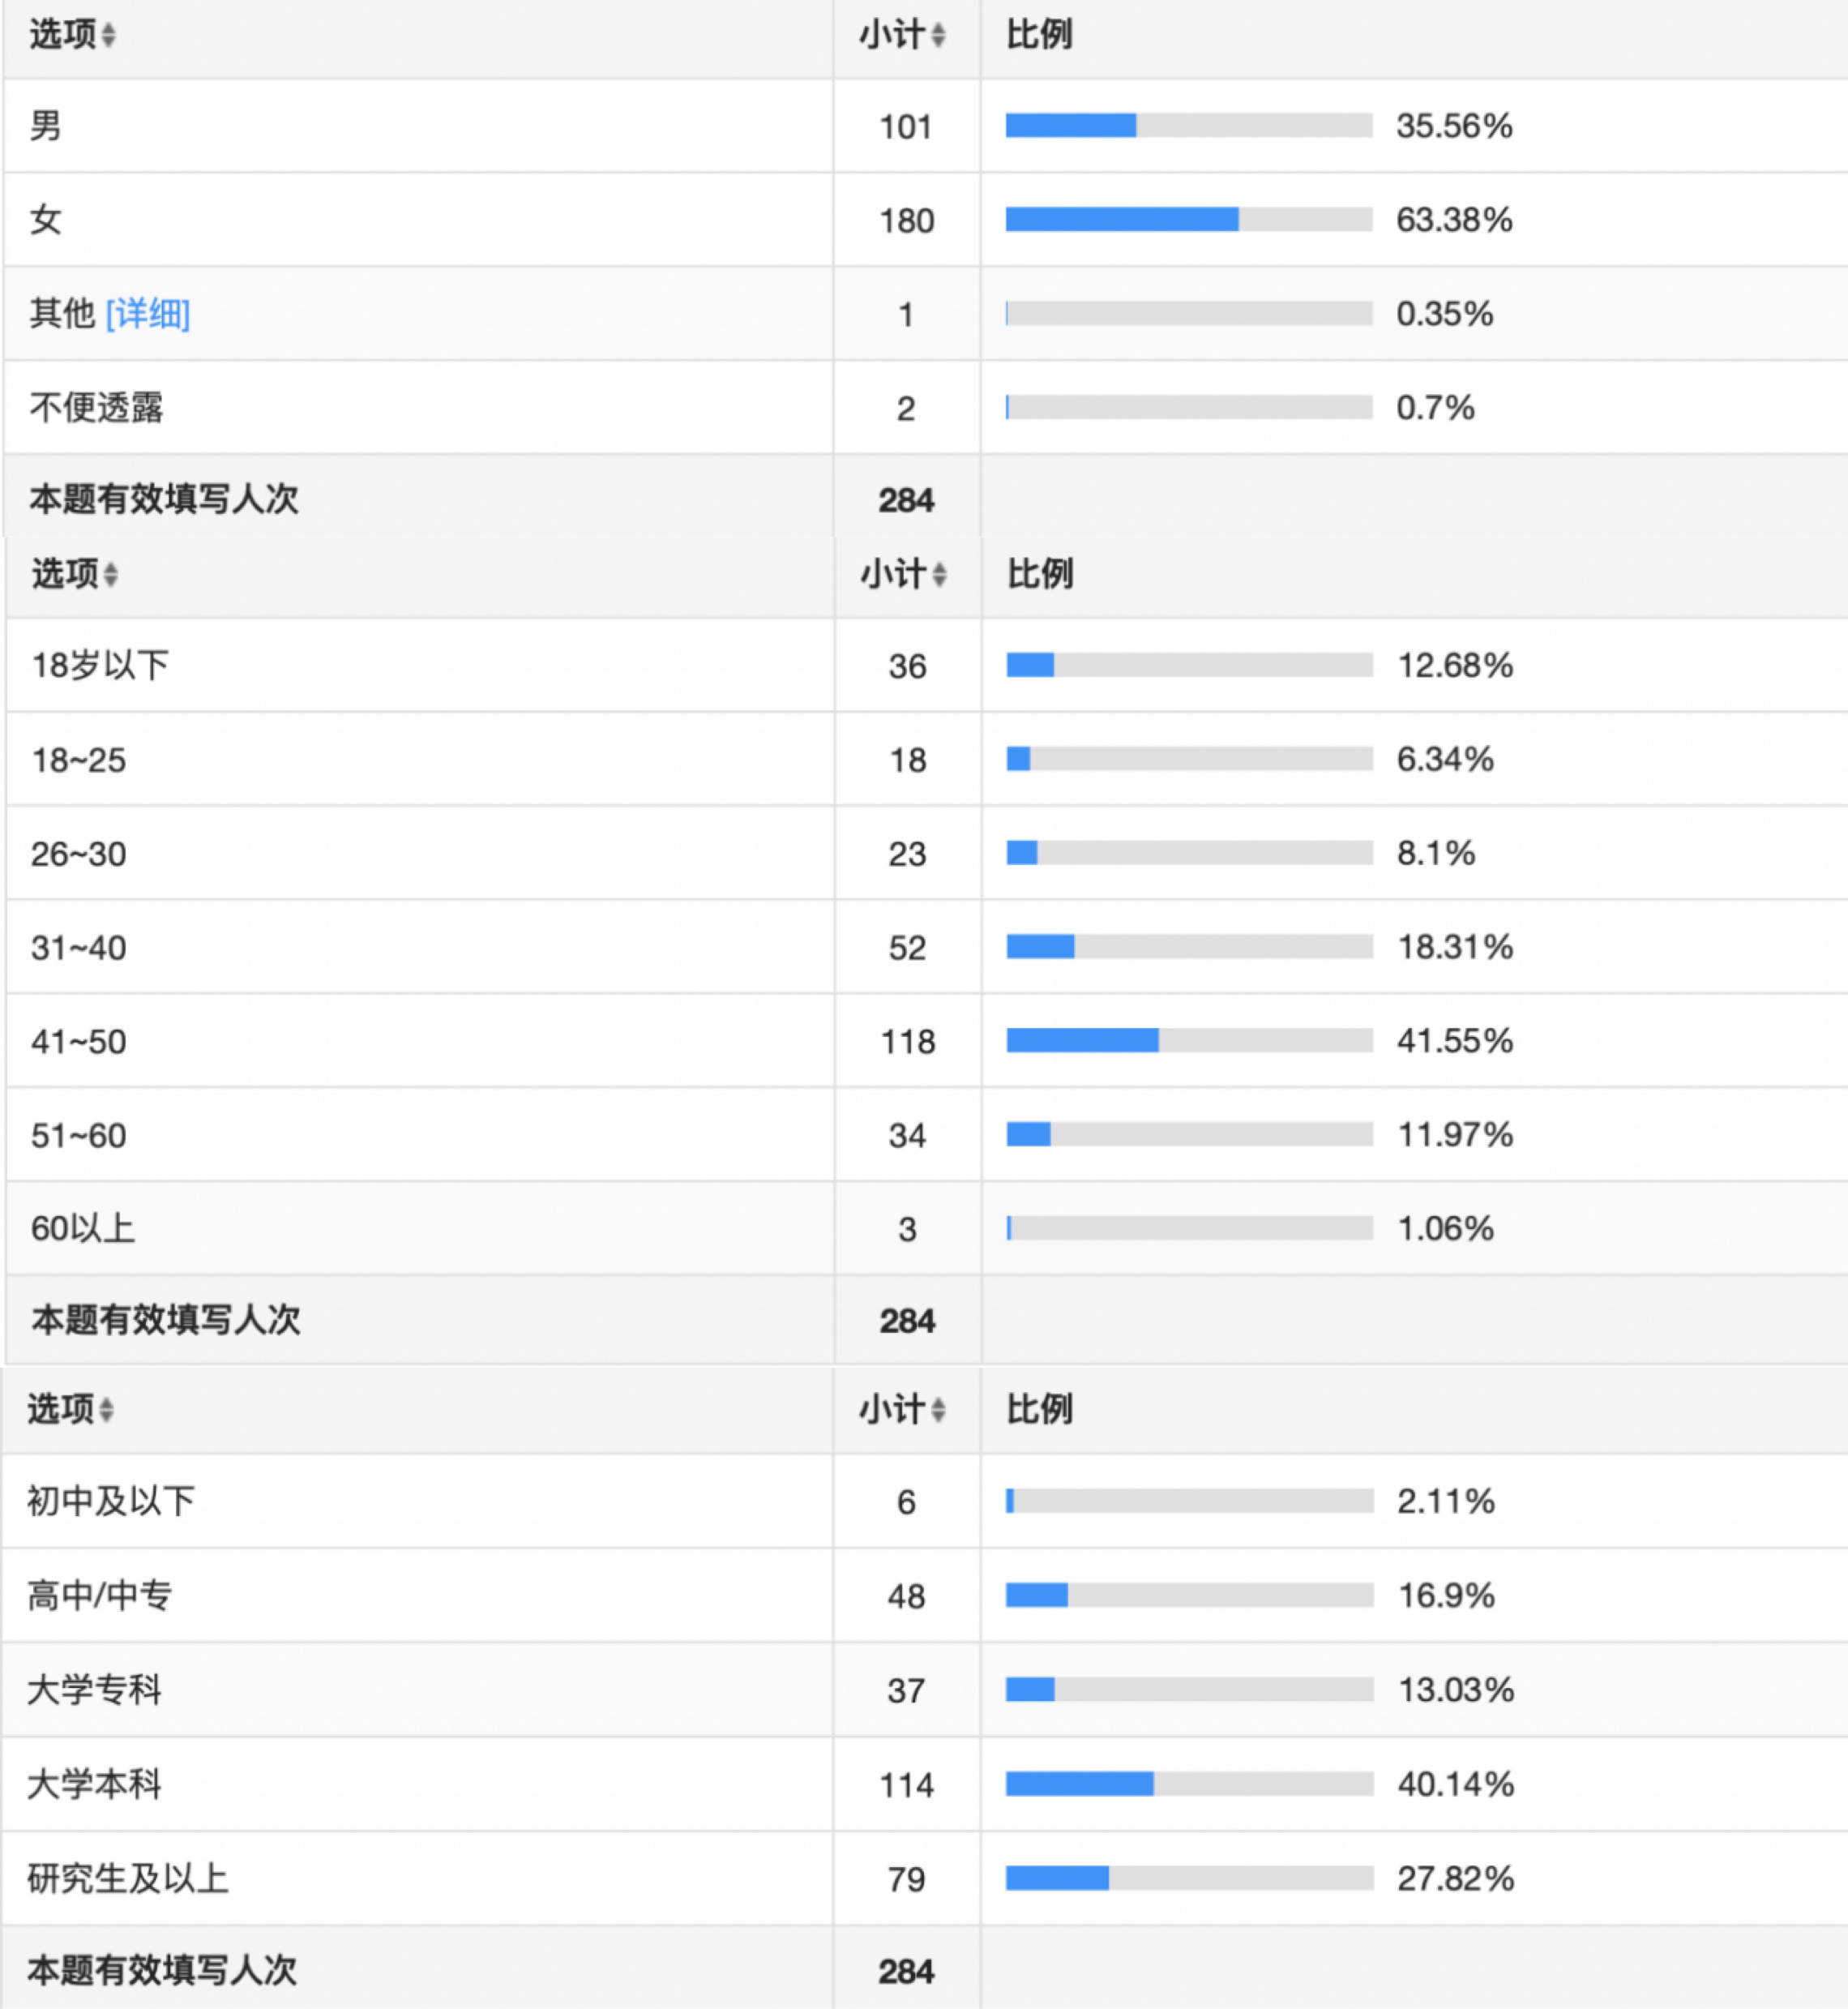 选项 小计 比例
男 101 35.56%
女 180 63.38%
其他 [详细] 1 0.35%
不便透露 2 0.7%
本题有效填写人次 284
选项 小计 比例
18岁以下 36 12.68%
18~25 18 6.34%
26~30 23 8.1%
31~40 52 18.31%
41~50 118 41.55%
51~60 34 11.97%
60以上 3 1.06%
本题有效填写人次 284
选项 小计 比例
初中及以下 6 2.11%
高中/中专 48 16.9%
大学专科 37 13.03%
大学本科 114 40.14%
研究生及以上 79 27.82%
本题有效填写人次 284